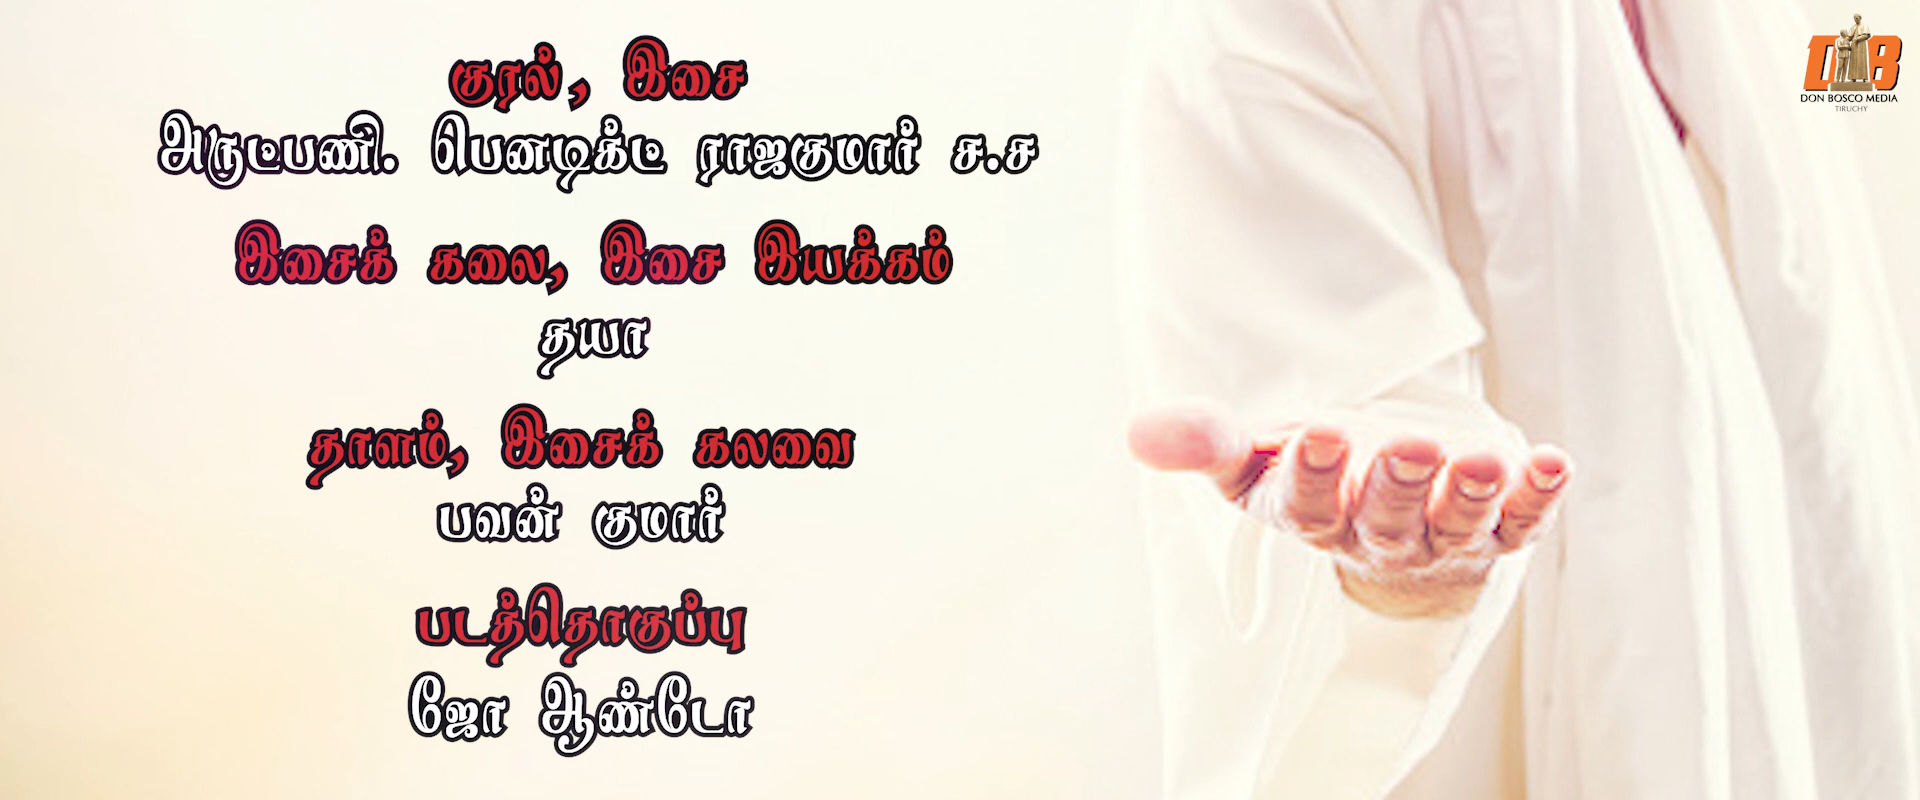 குரல், இசை
அருட்பணி. பெனடிக்ட் ராஜகுமார் ச.ச
இசைக் கலை, இசை இயக்கம்
தயா
தாளம், இசைக் கலவை
பவன் குமார்
படத்தொகுப்பு
ஜோ ஆண்டோ
DB
DON BOSCO MEDIA
TIRUCHY